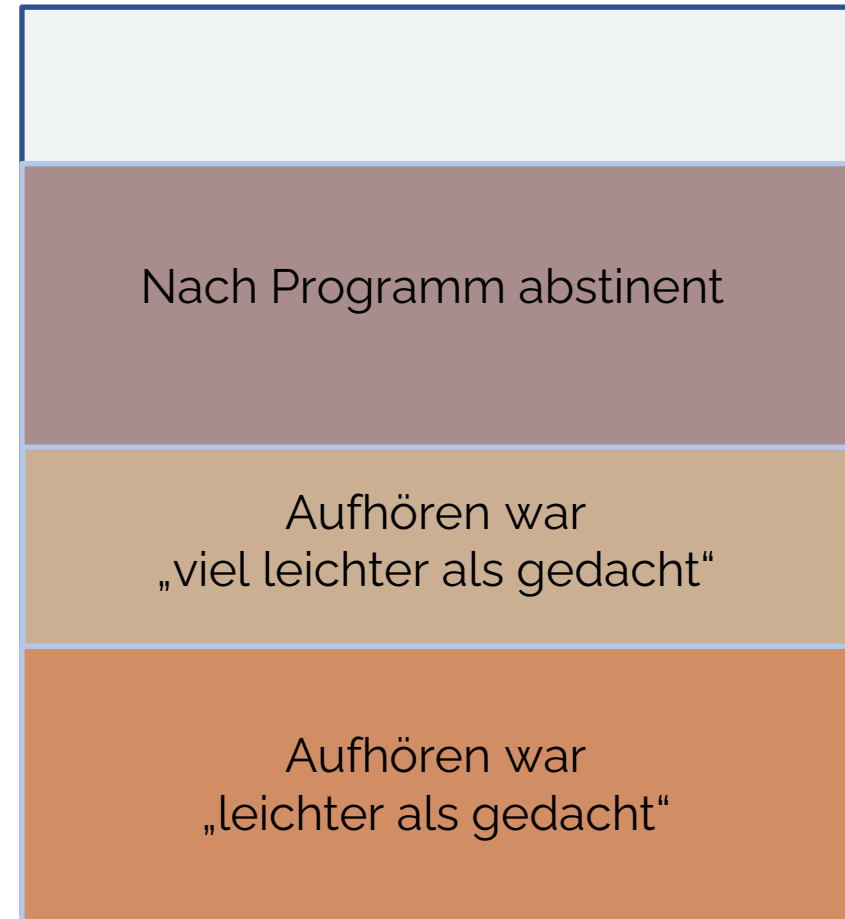 Nach Programm abstinent
Aufhören war
„viel leichter als gedacht“
Aufhören war
„leichter als gedacht“